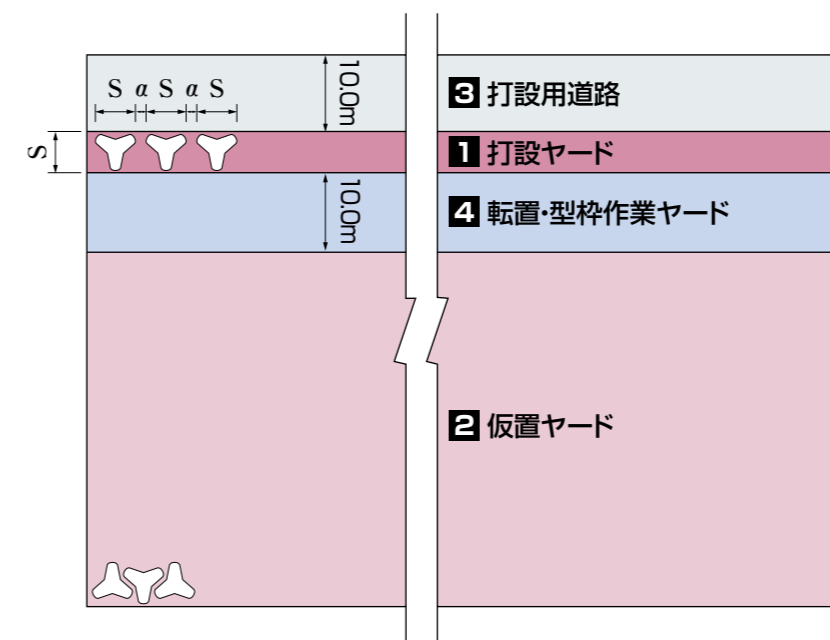 S α S α S
10.0m
3 打設用道路
S
1 打設ヤード
10.0m
4 転置・型枠作業ヤード
2 仮置ヤード